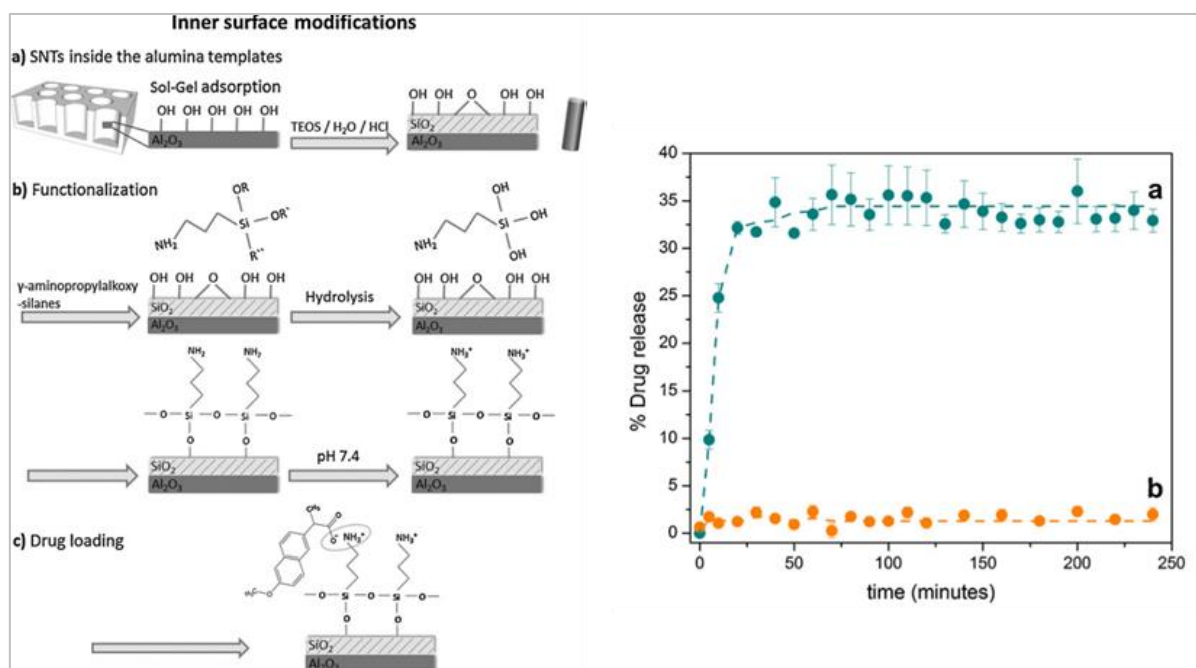 Inner surface modifications
a) SNTs inside the alumina templates
Sol-Gel adsorption
OH OH OH OH OH
Al₂O₃
TEOS / H₂O / HCl
OH OH O OH OH
SiO₂
Al₂O₃
b) Functionalization
OR
OR'
Si
R''
NH₂
γ-aminopropylalkoxy
-silanes
OH OH O OH OH
SiO₂
Al₂O₃
Hydrolysis
OH
Si OH
NH₂ OH
OH OH O OH OH
SiO₂
Al₂O₃
NH₂ NH₂
O Si O Si O
O O
SiO₂
Al₂O₃
pH 7.4
NH₃⁺ NH₃⁺
O Si O Si O
O O
SiO₂
Al₂O₃
c) Drug loading
CH₃
O
O⁻
NH₃⁺ NH₃⁺
H₃C O
O Si O Si O
O O
SiO₂
Al₂O₃
% Drug release
40
35
30
25
20
15
10
5
0
a
b
0 50 100 150 200 250
time (minutes)